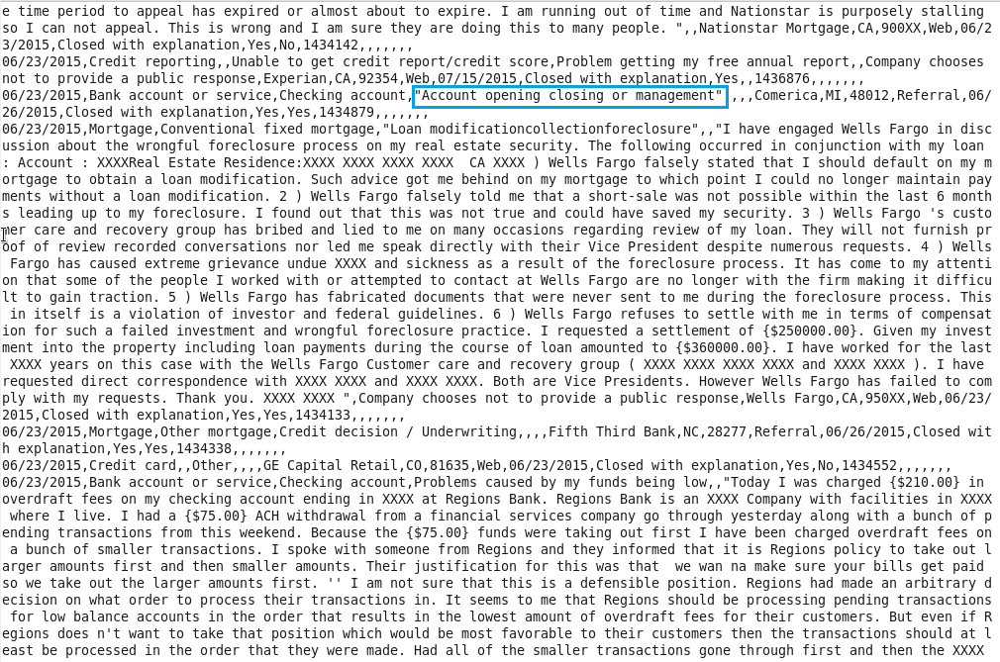 e time period to appeal has expired or almost about to expire. I am running out of time and Nationstar is purposely stalling
so I can not appeal. This is wrong and I am sure they are doing this to many people. ",,Nationstar Mortgage,CA,900XX,Web,06/2
3/2015,Closed with explanation,Yes,No,1434142,,,,,,,
06/23/2015,Credit reporting,,Unable to get credit report/credit score,Problem getting my free annual report,,Company chooses
not to provide a public response,Experian,CA,92354,Web,07/15/2015,Closed with explanation,Yes,,1436876,,,,,,,
06/23/2015,Bank account or service,Checking account,"Account opening closing or management",,,,Comerica,MI,48012,Referral,06/
26/2015,Closed with explanation,Yes,Yes,1434879,,,,,,,
06/23/2015,Mortgage,Conventional fixed mortgage,"Loan modificationcollectionforeclosure",,"I have engaged Wells Fargo in disc
ussion about the wrongful foreclosure process on my real estate security. The following occurred in conjunction with my loan
: Account : XXXXReal Estate Residence:XXXX XXXX XXXX XXXX  CA XXXX ) Wells Fargo falsely stated that I should default on my m
ortgage to obtain a loan modification. Such advice got me behind on my mortgage to which point I could no longer maintain pay
ments without a loan modification. 2 ) Wells Fargo falsely told me that a short-sale was not possible within the last 6 month
s leading up to my foreclosure. I found out that this was not true and could have saved my security. 3 ) Wells Fargo 's custo
mer care and recovery group has bribed and lied to me on many occasions regarding review of my loan. They will not furnish pr
oof of review recorded conversations nor led me speak directly with their Vice President despite numerous requests. 4 ) Wells
Fargo has caused extreme grievance undue XXXX and sickness as a result of the foreclosure process. It has come to my attenti
on that some of the people I worked with or attempted to contact at Wells Fargo are no longer with the firm making it difficu
lt to gain traction. 5 ) Wells Fargo has fabricated documents that were never sent to me during the foreclosure process. This
in itself is a violation of investor and federal guidelines. 6 ) Wells Fargo refuses to settle with me in terms of compensat
ion for such a failed investment and wrongful foreclosure practice. I requested a settlement of {$250000.00}. Given my invest
ment into the property including loan payments during the course of loan amounted to {$360000.00}. I have worked for the last
XXXX years on this case with the Wells Fargo Customer care and recovery group ( XXXX XXXX XXXX XXXX and XXXX XXXX ). I have
requested direct correspondence with XXXX XXXX and XXXX XXXX. Both are Vice Presidents. However Wells Fargo has failed to com
ply with my requests. Thank you. XXXX XXXX ",Company chooses not to provide a public response,Wells Fargo,CA,950XX,Web,06/23/
2015,Closed with explanation,Yes,Yes,1434133,,,,,,,
06/23/2015,Mortgage,Other mortgage,Credit decision / Underwriting,,,,Fifth Third Bank,NC,28277,Referral,06/26/2015,Closed wit
h explanation,Yes,Yes,1434338,,,,,,,
06/23/2015,Credit card,,Other,,,,GE Capital Retail,CO,81635,Web,06/23/2015,Closed with explanation,Yes,No,1434552,,,,,,,
06/23/2015,Bank account or service,Checking account,Problems caused by my funds being low,,"Today I was charged {$210.00} in
overdraft fees on my checking account ending in XXXX at Regions Bank. Regions Bank is an XXXX Company with facilities in XXXX
where I live. I had a {$75.00} ACH withdrawal from a financial services company go through yesterday along with a bunch of p
ending transactions from this weekend. Because the {$75.00} funds were taking out first I have been charged overdraft fees on
a bunch of smaller transactions. I spoke with someone from Regions and they informed that it is Regions policy to take out l
arger amounts first and then smaller amounts. Their justification for this was that  we wan na make sure your bills get paid
so we take out the larger amounts first. '' I am not sure that this is a defensible position. Regions had made an arbitrary d
ecision on what order to process their transactions in. It seems to me that Regions should be processing pending transactions
for low balance accounts in the order that results in the lowest amount of overdraft fees for their customers. But even if R
egions does n't want to take that position which would be most favorable to their customers then the transactions should at l
east be processed in the order that they were made. Had all of the smaller transactions gone through first and then the XXXX